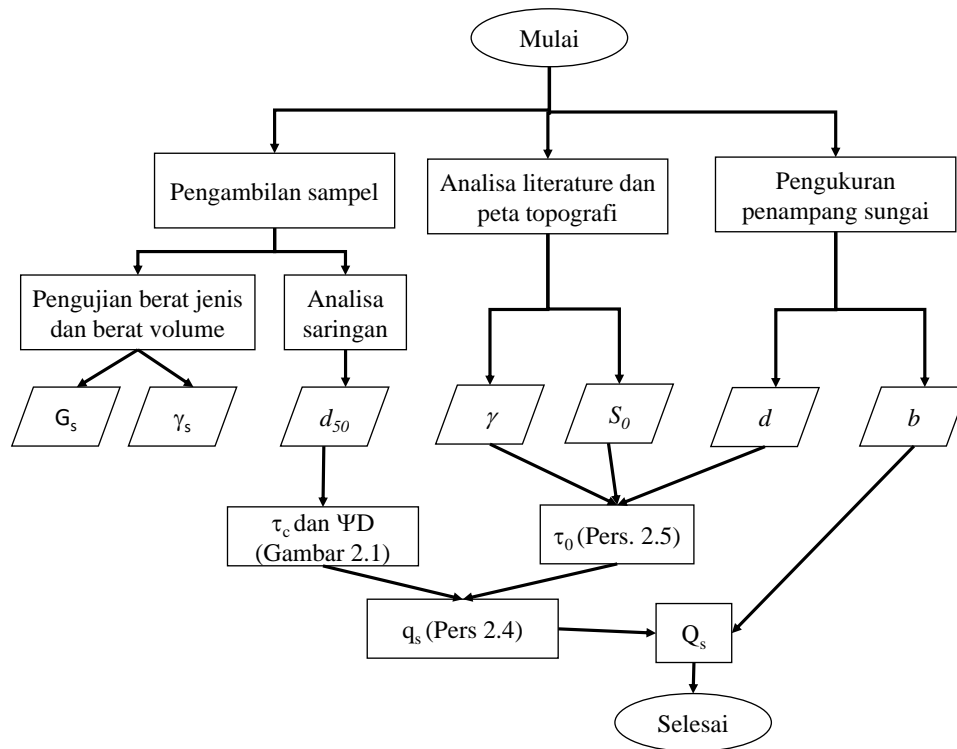 Mulai
Pengambilan sampel
Analisa literature dan
peta topografi
Pengukuran
penampang sungai
Pengujian berat jenis
dan berat volume
Analisa
saringan
Gₛ
γₛ
d₅₀
γ
S₀
d
b
τc dan ΨD
(Gambar 2.1)
τ₀ (Pers. 2.5)
qₛ (Pers 2.4)
Qₛ
Selesai